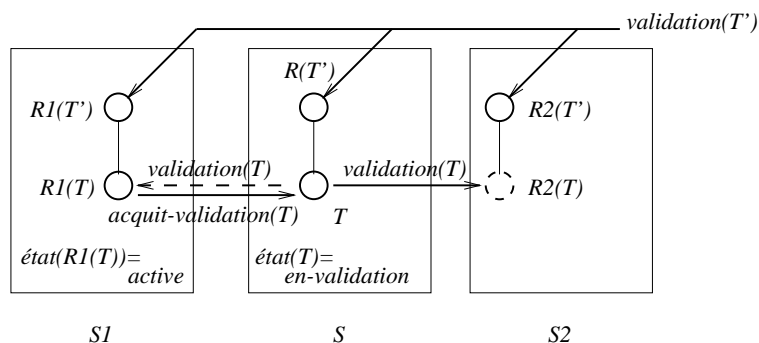 validation(T’)
R(T’)
R1(T’)
R2(T’)
validation(T)
validation(T)
R1(T)
R2(T)
acquit-validation(T)
T
état(R1(T))=
active
état(T)=
en-validation
S1
S
S2